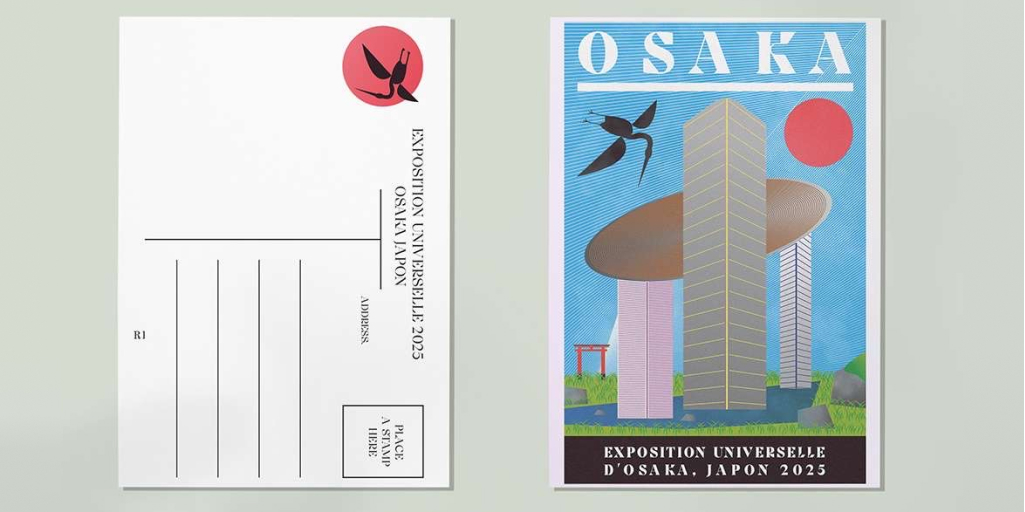 EXPOSITION UNIVERSELLE 2025
OSAKA JAPON
ADDRESS.
R1
PLACE
A STAMP
HERE
OSAKA
EXPOSITION UNIVERSELLE
D'OSAKA, JAPON 2025